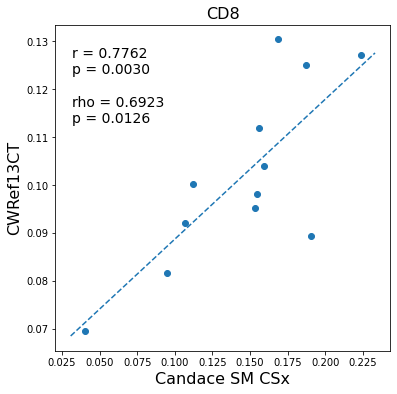 CD8
r = 0.7762
p = 0.0030
rho = 0.6923
p = 0.0126
CWRef13CT
0.13
0.12
0.11
0.10
0.09
0.08
0.07
0.025 0.050 0.075 0.100 0.125 0.150 0.175 0.200 0.225
Candace SM CSx